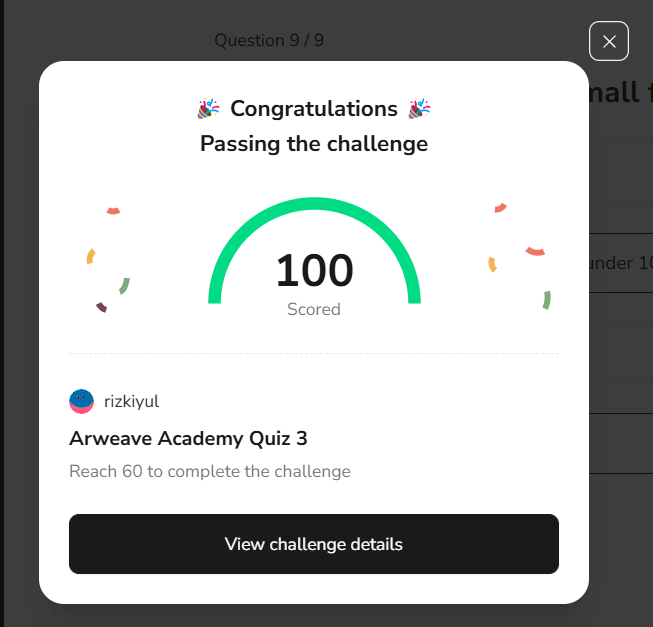 Question 9 / 9
Congratulations
Passing the challenge
100
Scored
rizkiyul
Arweave Academy Quiz 3
Reach 60 to complete the challenge
View challenge details
under 10